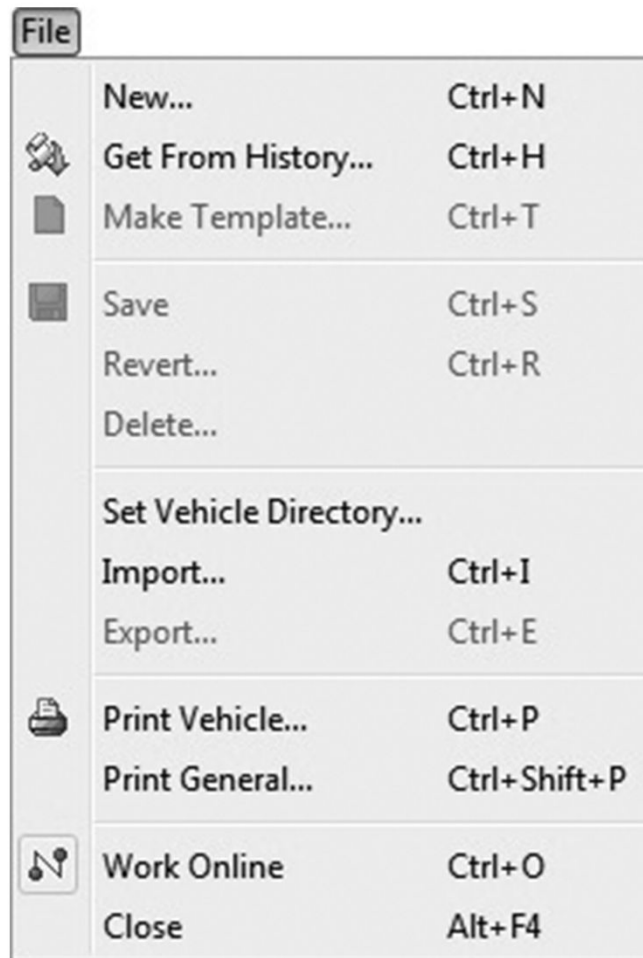 File
New... Ctrl+N
Get From History... Ctrl+H
Make Template... Ctrl+T
Save Ctrl+S
Revert... Ctrl+R
Delete...
Set Vehicle Directory...
Import... Ctrl+I
Export... Ctrl+E
Print Vehicle... Ctrl+P
Print General... Ctrl+Shift+P
Work Online Ctrl+O
Close Alt+F4